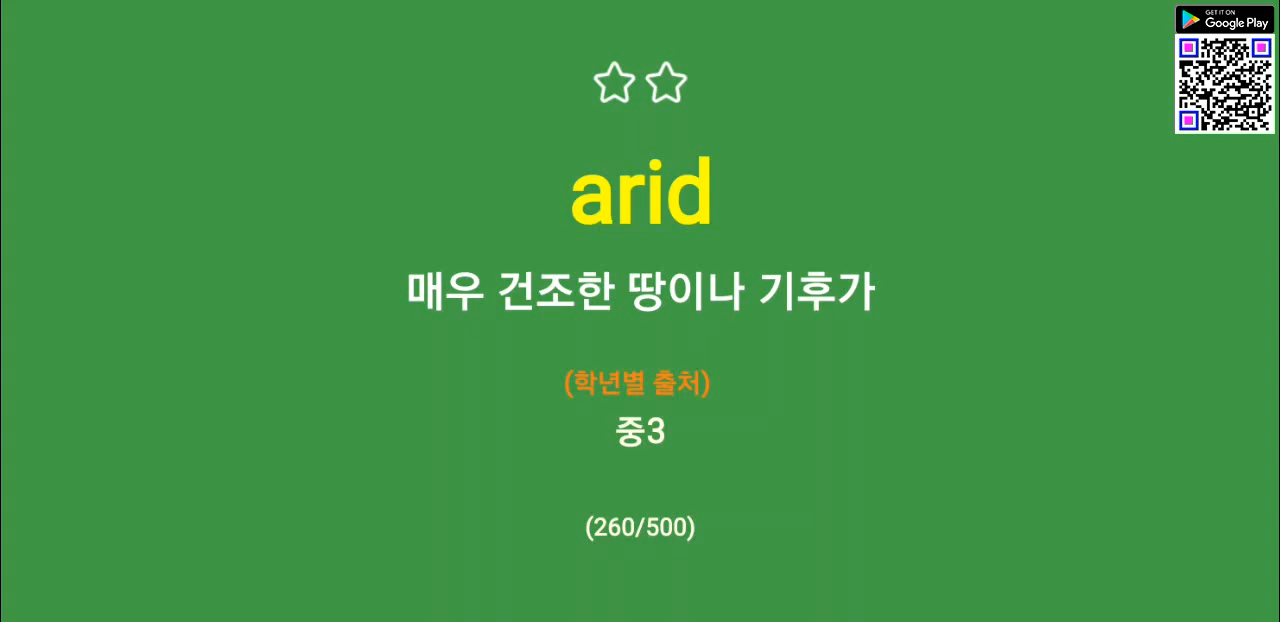 GET IT ON
Google Play
arid
매우 건조한 땅이나 기후가
(학년별 출처)
중3
(260/500)